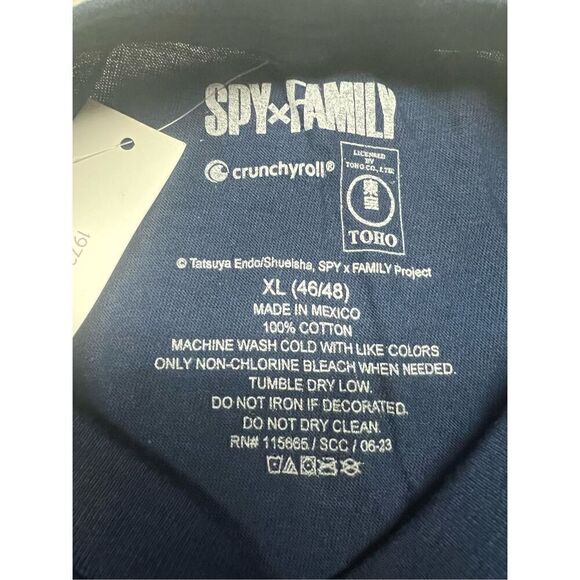 SPY×FAMILY
crunchyroll®
LICENSED
BY
TOHO CO., LTD.
東宝
TOHO
© Tatsuya Endo/Shueisha, SPY x FAMILY Project
XL (46/48)
MADE IN MEXICO
100% COTTON
MACHINE WASH COLD WITH LIKE COLORS
ONLY NON-CHLORINE BLEACH WHEN NEEDED.
TUMBLE DRY LOW.
DO NOT IRON IF DECORATED.
DO NOT DRY CLEAN.
RN# 115665 / SCC / 06-23